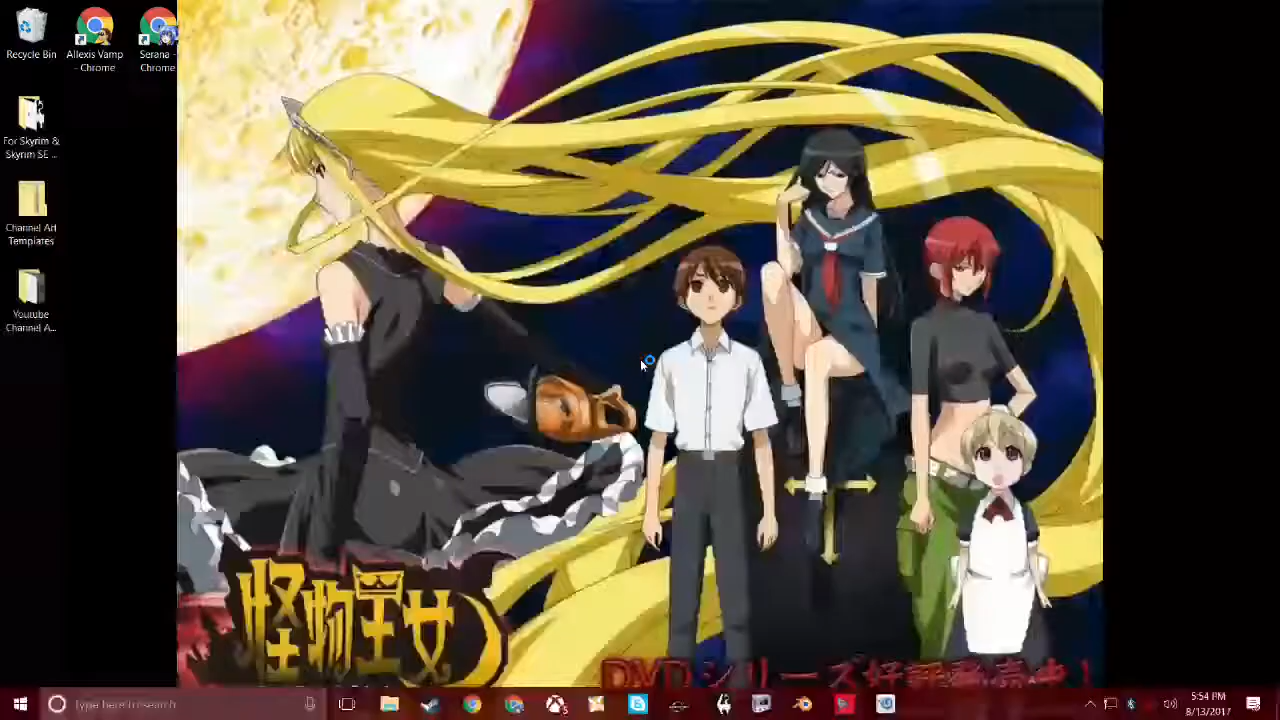 Recycle Bin
Allexis Vamp
- Chrome
Serana -
Chrome
For Skyrim &
Skyrim SE ...
Channel Art
Templates
Youtube
Channel A...
怪物王女
DVDシリーズ好評発売中!
Type here to search
5:54 PM
8/13/2017